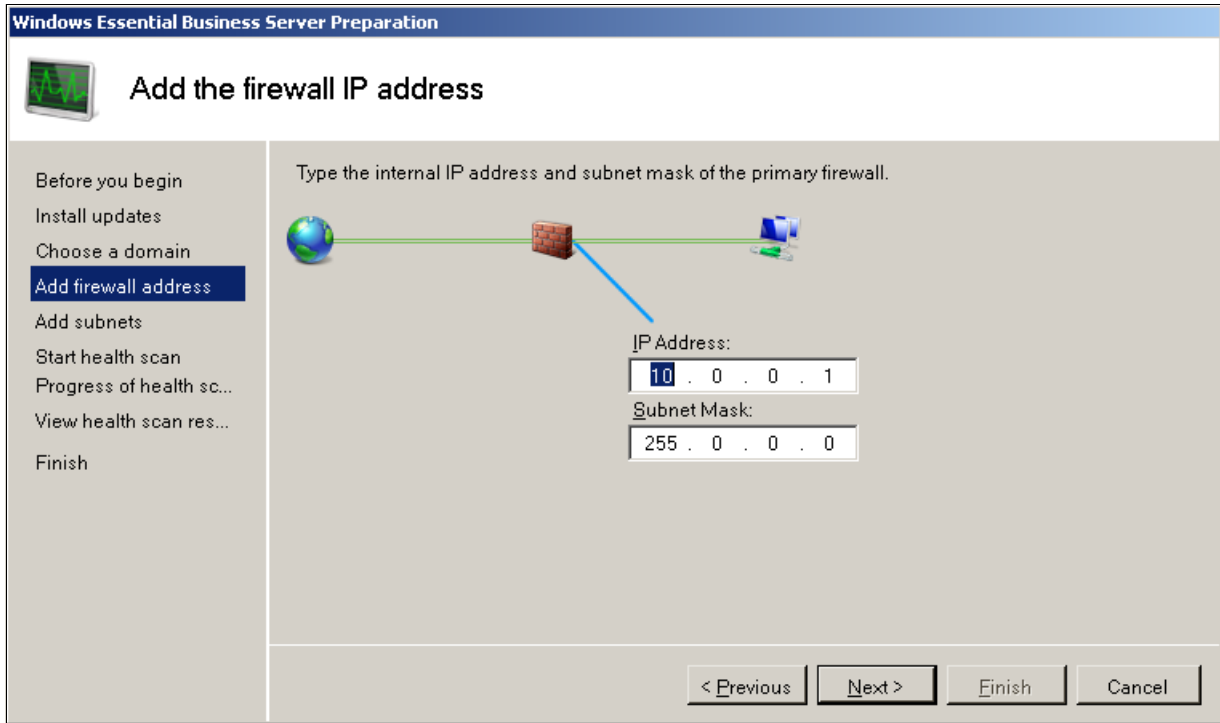 Windows Essential Business Server Preparation
Add the firewall IP address
Before you begin
Install updates
Choose a domain
Add firewall address
Add subnets
Start health scan
Progress of health sc...
View health scan res...
Finish
Type the internal IP address and subnet mask of the primary firewall.
IP Address:
10 . 0 . 0 . 1
Subnet Mask:
255 . 0 . 0 . 0
< Previous
Next >
Finish
Cancel